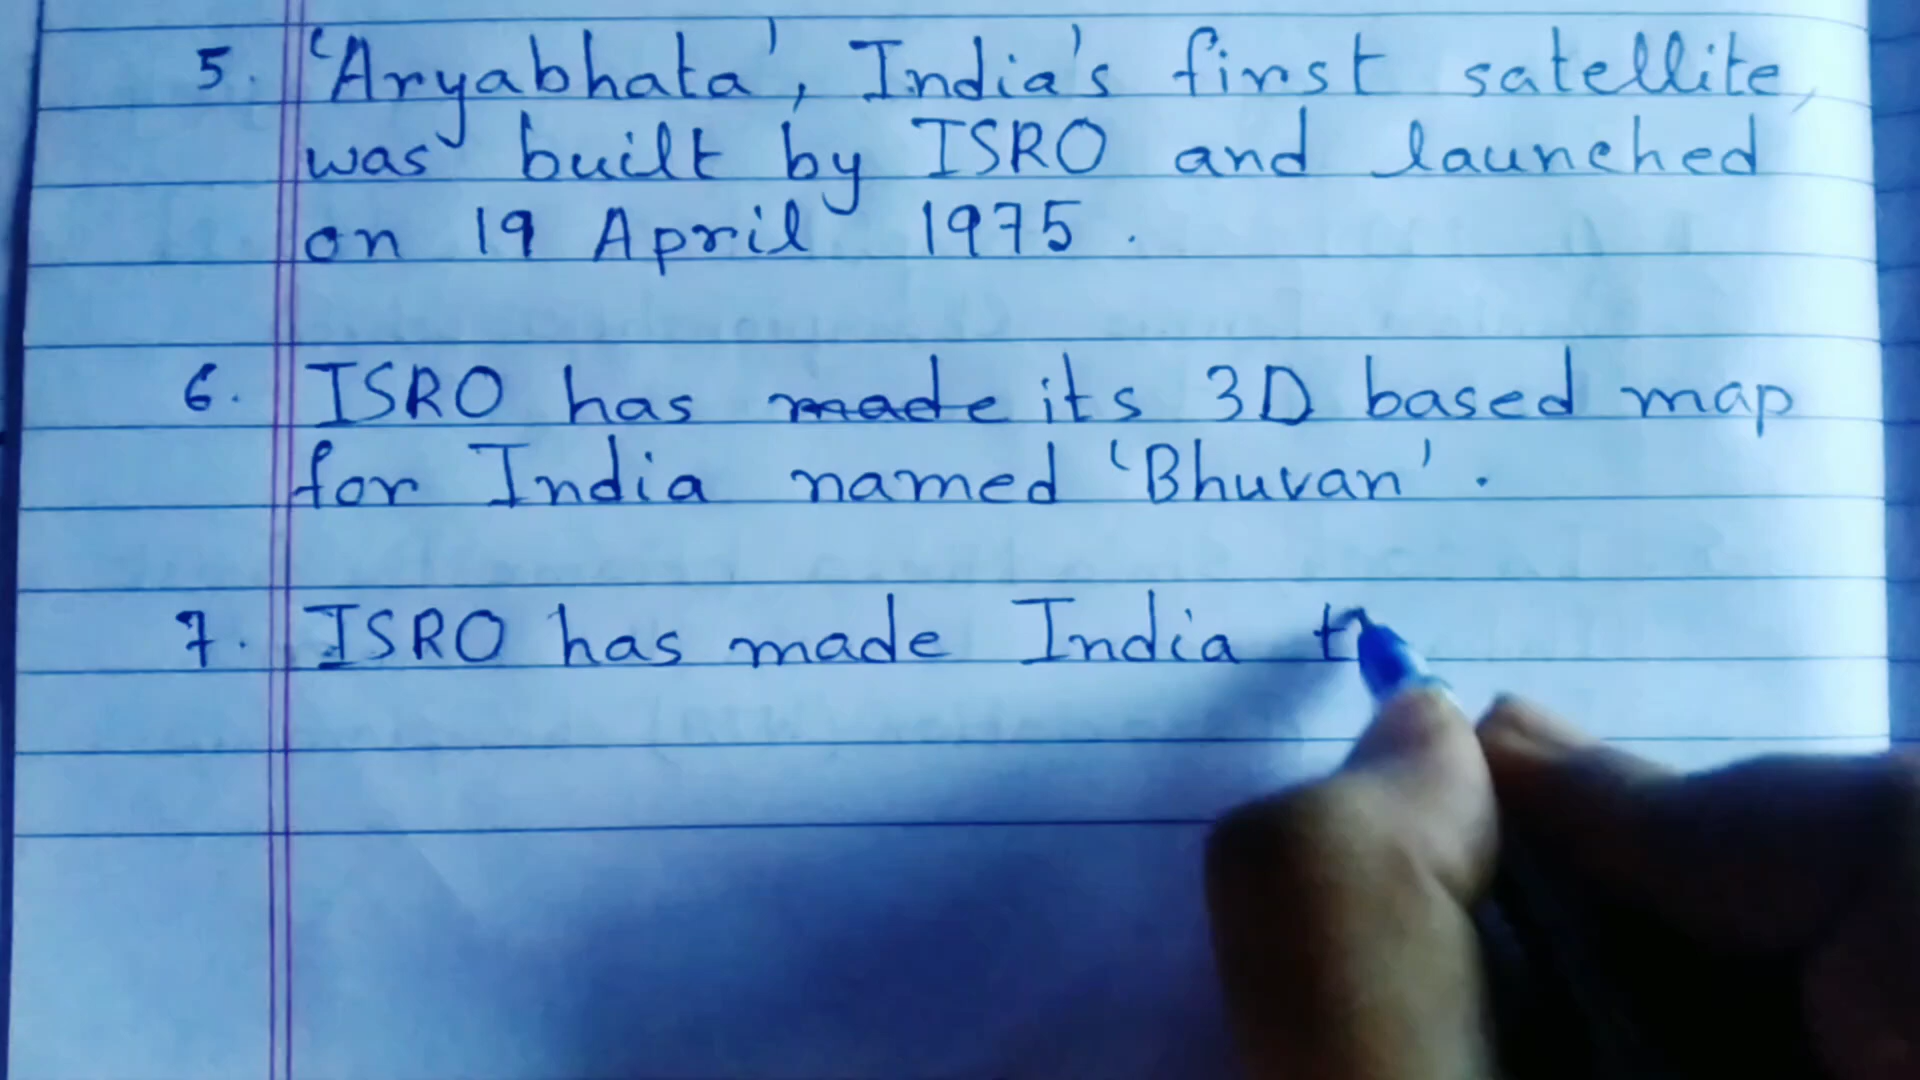 5. 'Aryabhata', India's first satellite,
was built by ISRO and launched
on 19 April 1975.
6. ISRO has made its 3D based map
for India named 'Bhuvan'.
7. ISRO has made India t